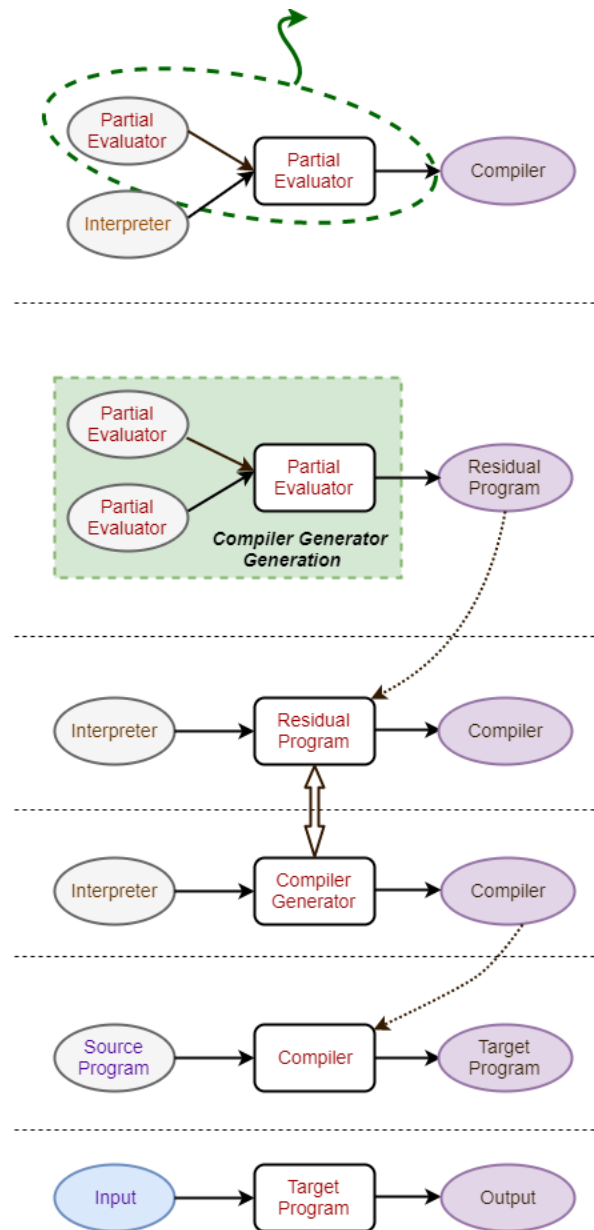 Partial
Evaluator
Partial
Evaluator
Compiler
Interpreter
Partial
Evaluator
Partial
Evaluator
Residual
Program
Partial
Evaluator
Compiler Generator
Generation
Interpreter
Residual
Program
Compiler
Interpreter
Compiler
Generator
Compiler
Source
Program
Compiler
Target
Program
Input
Target
Program
Output